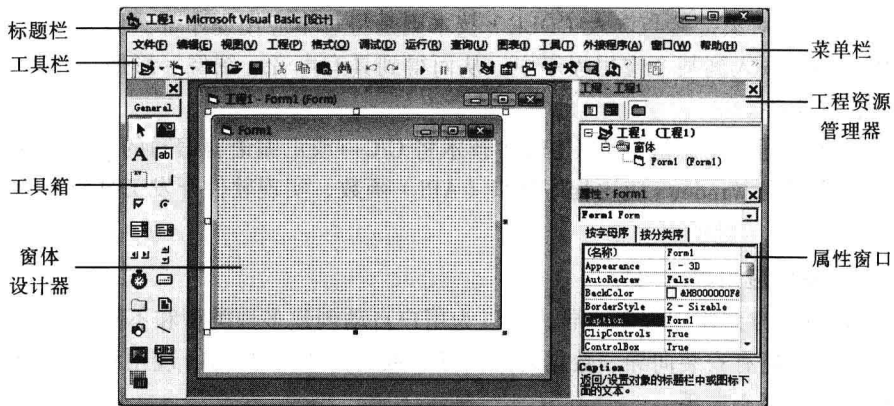 标题栏
工具栏
工具箱
窗体
设计器
菜单栏
工程资源
管理器
属性窗口
工程1 - Microsoft Visual Basic [设计]
文件(F) 编辑(E) 视图(V) 工程(P) 格式(O) 调试(D) 运行(R) 查询(U) 图表(I) 工具(T) 外接程序(A) 窗口(W) 帮助(H)
General
工程1 - Form1 (Form)
Form1
工程 - 工程1
工程1 (工程1)
窗体
Form1 (Form1)
属性 - Form1
Form1 Form
按字母序 按分类序
(名称) Form1
Appearance 1 - 3D
AutoRedraw False
BackColor &H8000000F&
BorderStyle 2 - Sizable
Caption Form1
ClipControls True
ControlBox True
Caption
返回/设置对象的标题栏中或图标下
面的文本。